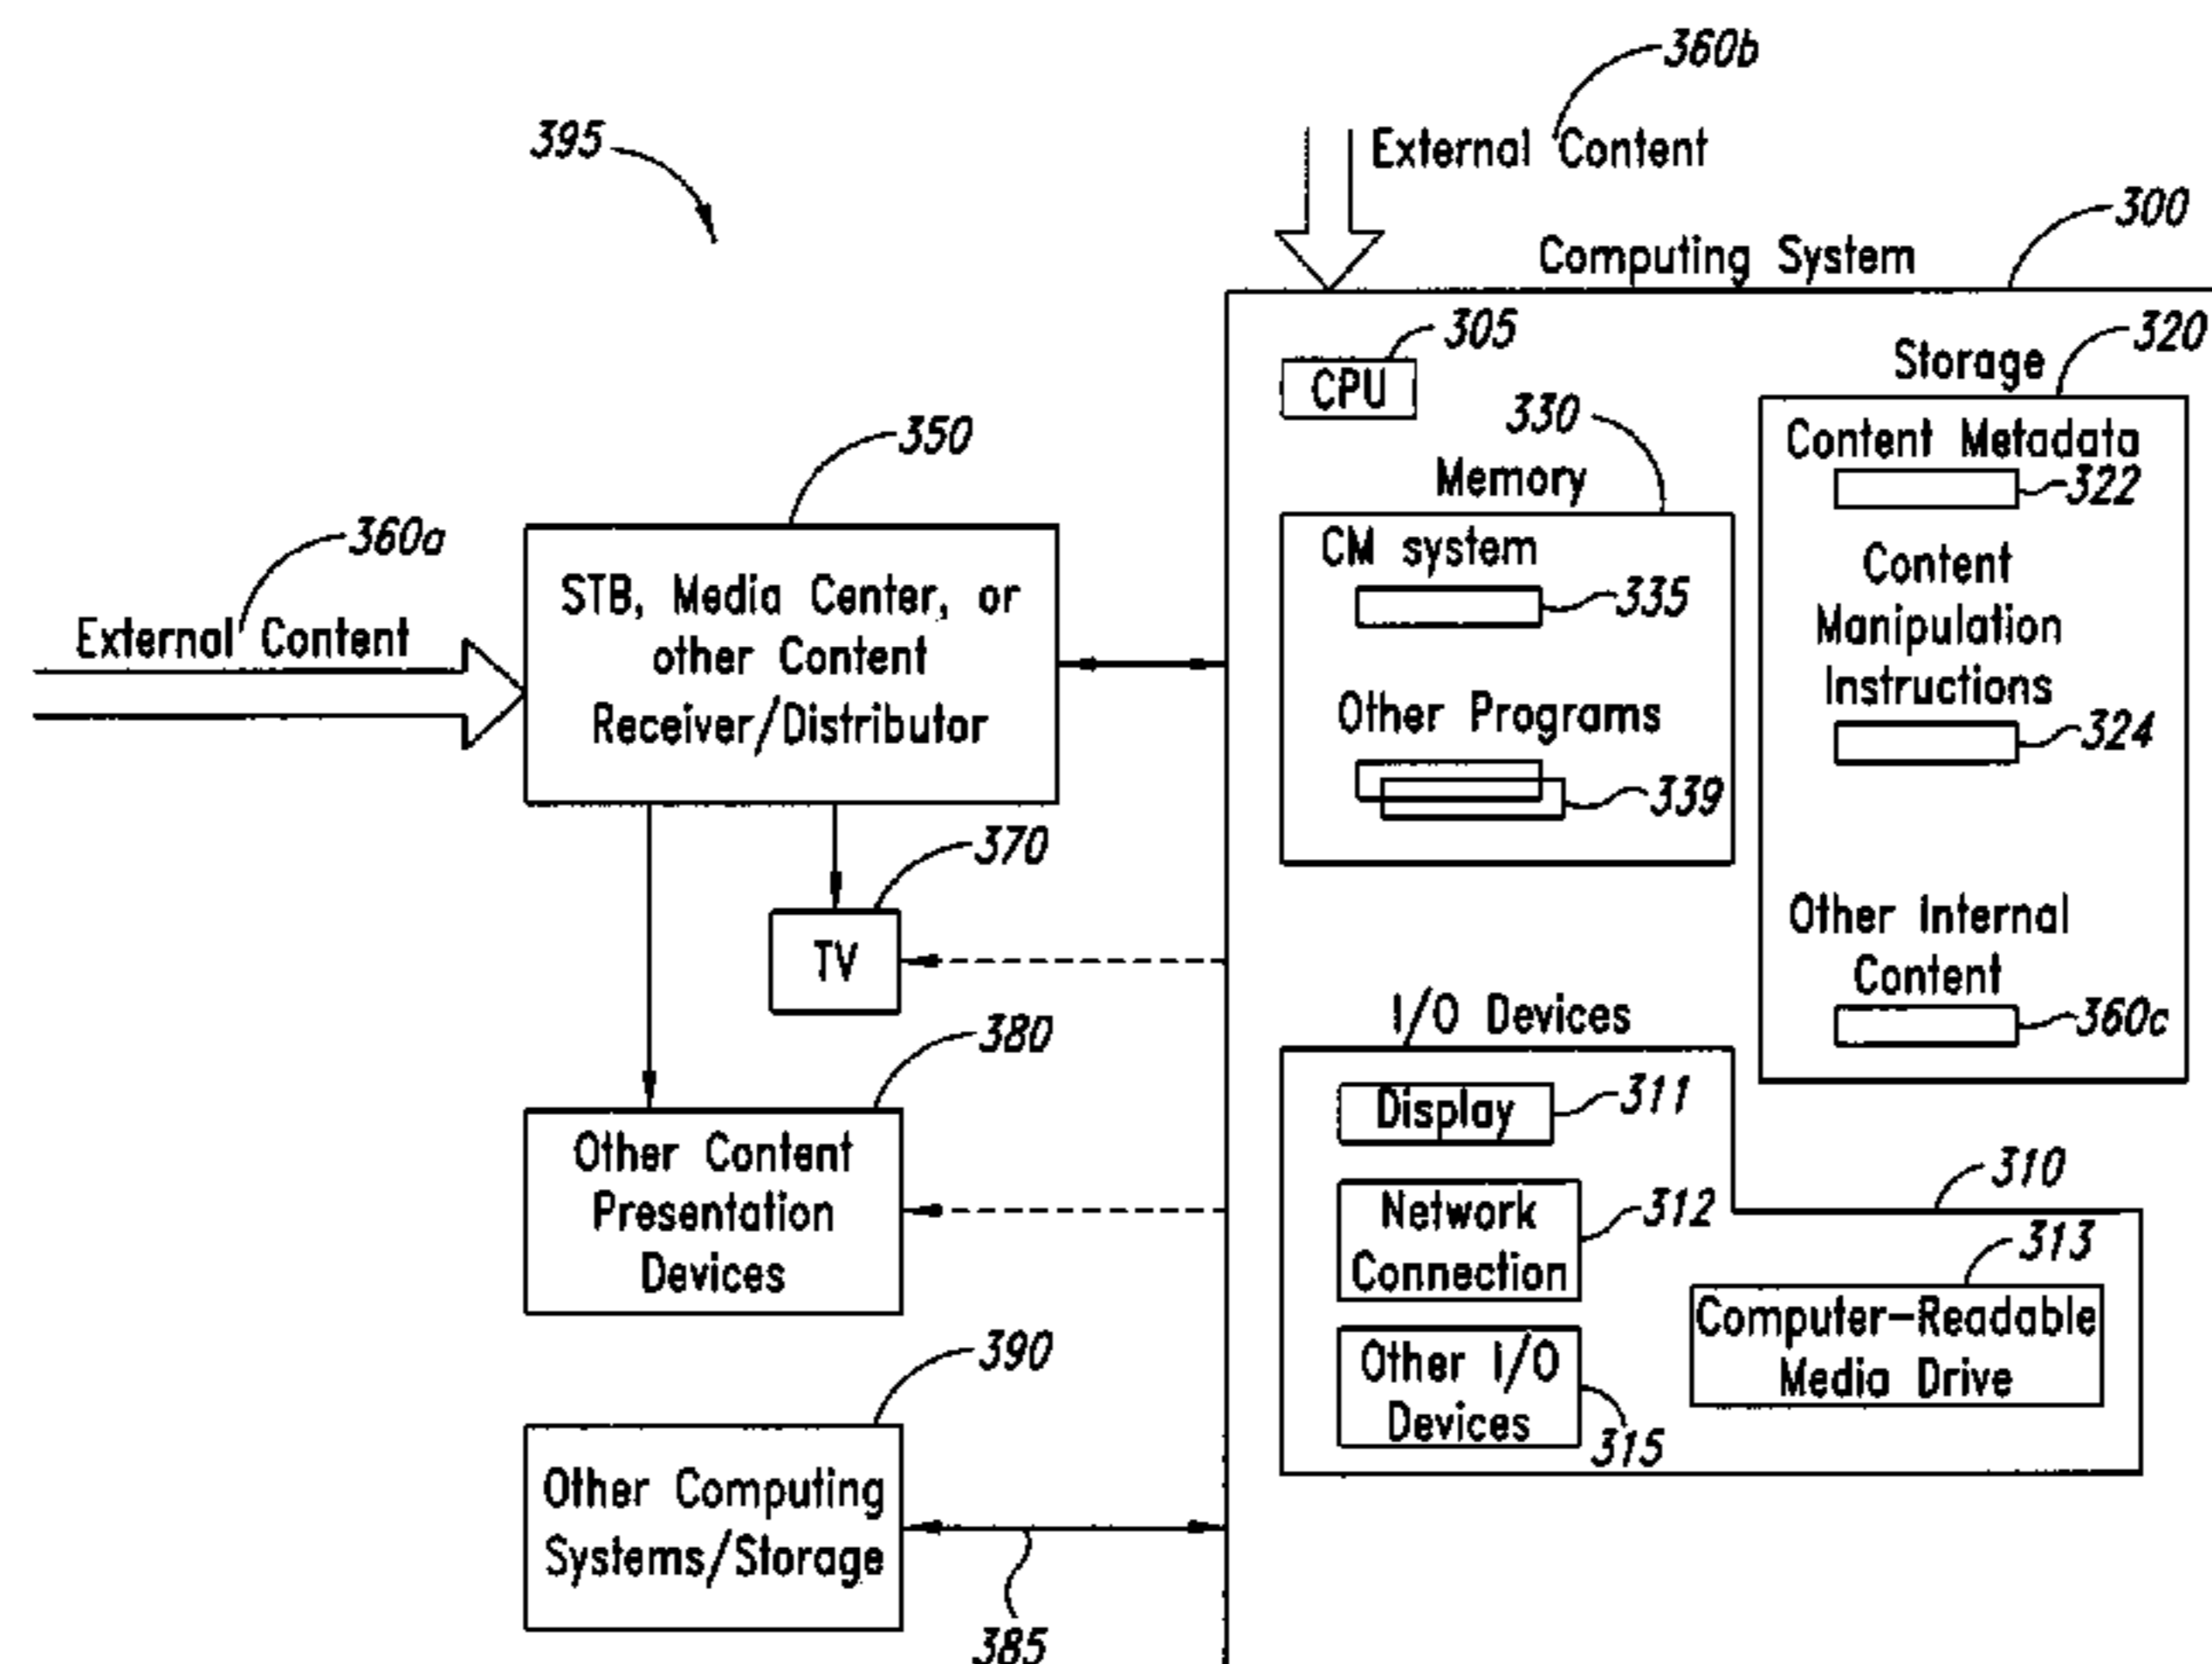 360b
395
External Content
300
Computing System
305
320
CPU
Storage
330
350
Content Metadata
Memory
322
360a
CM system
Content
Manipulation
Instructions
335
STB, Media Center, or
other Content
Receiver/Distributor
External Content
Other Programs
324
339
370
TV
Other Internal
Content
360c
I/O Devices
380
Display
311
Other Content
Presentation
Devices
310
Network
Connection
312
313
Computer-Readable
Media Drive
390
Other I/O
Devices
315
Other Computing
Systems/Storage
385